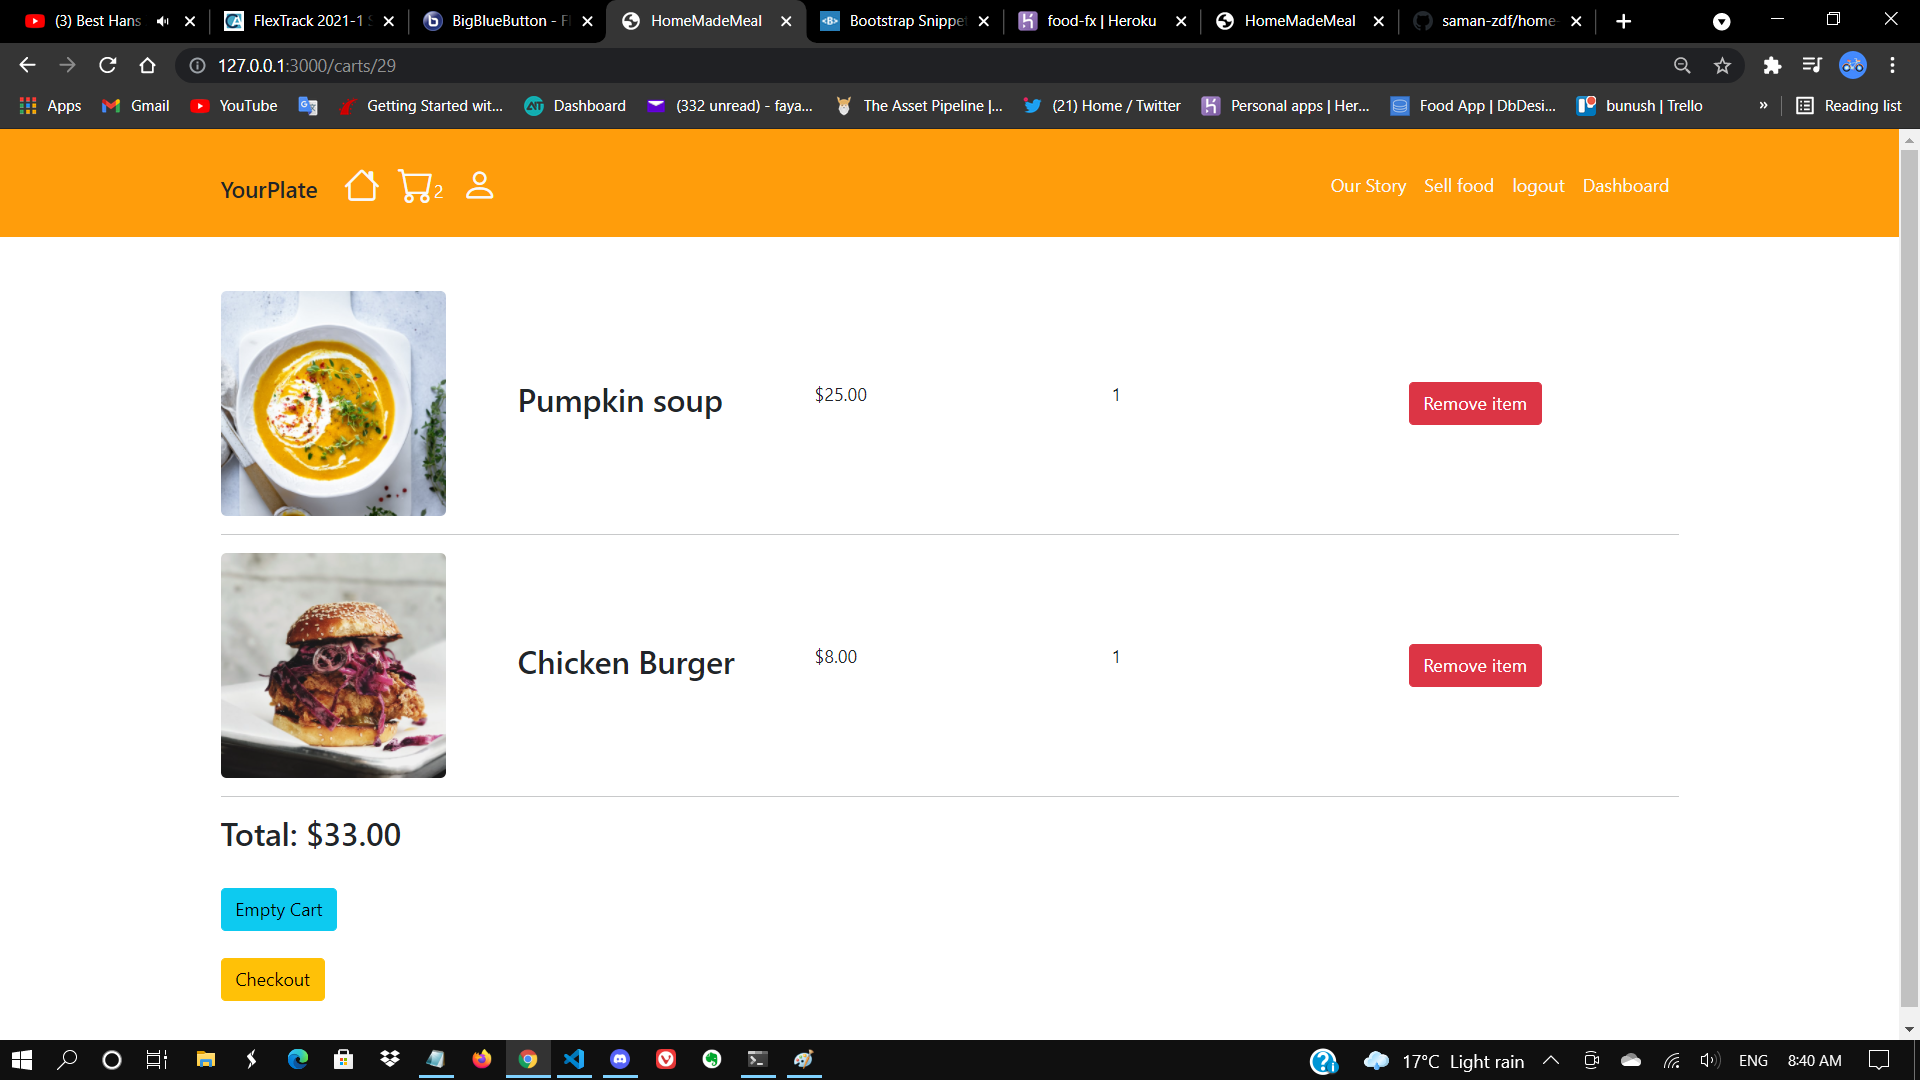 (3) Best Hans
FlexTrack 2021-1 S
BigBlueButton - Fl
HomeMadeMeal
Bootstrap Snippet
food-fx | Heroku
HomeMadeMeal
saman-zdf/home-
127.0.0.1:3000/carts/29
Apps
Gmail
YouTube
Getting Started wit...
Dashboard
(332 unread) - faya...
The Asset Pipeline |...
(21) Home / Twitter
Personal apps | Her...
Food App | DbDesi...
bunush | Trello
»
Reading list
YourPlate
2
Our Story
Sell food
logout
Dashboard
Pumpkin soup
$25.00
1
Remove item
Chicken Burger
$8.00
1
Remove item
Total: $33.00
Empty Cart
Checkout
17°C Light rain
ENG
8:40 AM